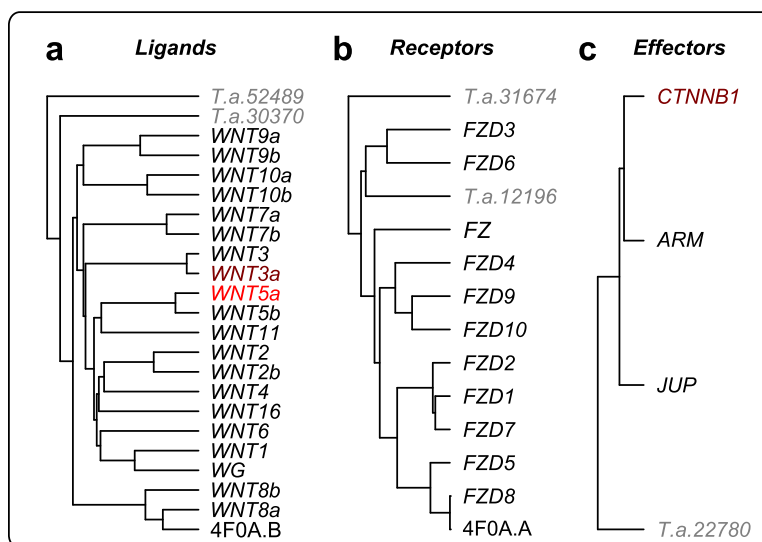 a Ligands
T.a.52489
T.a.30370
WNT9a
WNT9b
WNT10a
WNT10b
WNT7a
WNT7b
WNT3
WNT3a
WNT5a
WNT5b
WNT11
WNT2
WNT2b
WNT4
WNT16
WNT6
WNT1
WG
WNT8b
WNT8a
4F0A.B
b Receptors
T.a.31674
FZD3
FZD6
T.a.12196
FZ
FZD4
FZD9
FZD10
FZD2
FZD1
FZD7
FZD5
FZD8
4F0A.A
c Effectors
CTNNB1
ARM
JUP
T.a.22780